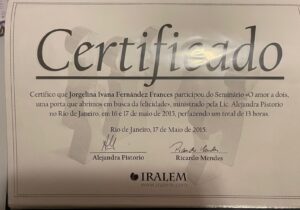 Certificado
Certifico que Jorgelina Ivana Fernández Frances participou do Seminário «O amor a dois,
uma porta que abrimos em busca da felicidade», ministrado pela Lic. Alejandra Pistorio
no Rio de Janeiro, em 16 e 17 de maio de 2015, perfazendo um total de 13 horas.
Rio de Janeiro, 17 de Maio de 2015.
Alejandra Pistorio
Ricardo Mendes
IRALEM